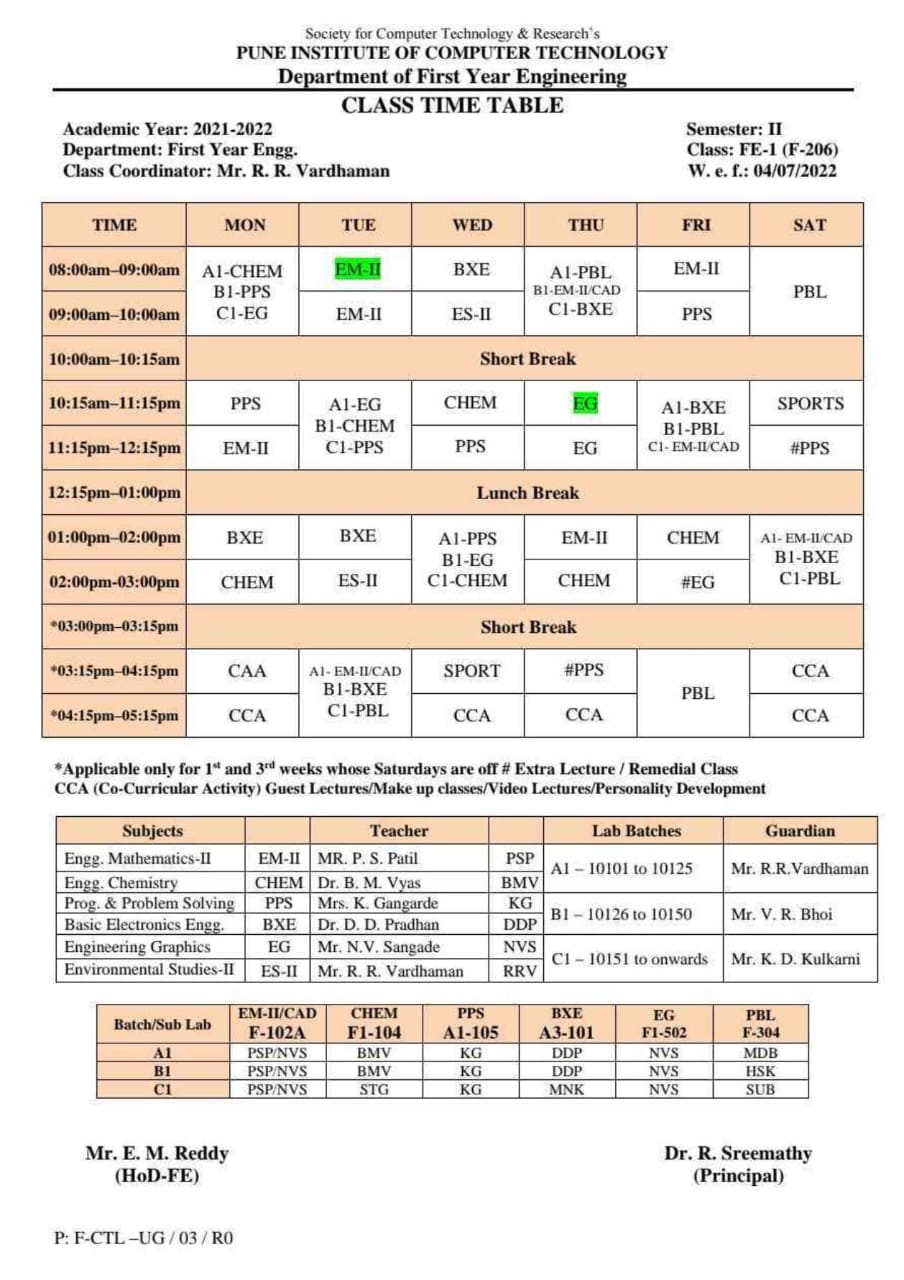 Society for Computer Technology & Research`s
PUNE INSTITUTE OF COMPUTER TECHNOLOGY
Department of First Year Engineering
CLASS TIME TABLE
Academic Year: 2021-2022 Semester: II
Department: First Year Engg. Class: FE-1 (F-206)
Class Coordinator: Mr. R. R. Vardhaman W. e. f.: 04/07/2022
TIME MON TUE WED THU FRI SAT
08:00am–09:00am A1-CHEM B1-PPS C1-EG EM-II BXE A1-PBL B1-EM-II/CAD C1-BXE EM-II PBL
09:00am–10:00am EM-II ES-II PPS
10:00am–10:15am Short Break
10:15am–11:15pm PPS A1-EG B1-CHEM C1-PPS CHEM EG A1-BXE B1-PBL C1- EM-II/CAD SPORTS
11:15pm–12:15pm EM-II PPS EG #PPS
12:15pm–01:00pm Lunch Break
01:00pm–02:00pm BXE BXE A1-PPS B1-EG C1-CHEM EM-II CHEM A1- EM-II/CAD B1-BXE C1-PBL
02:00pm-03:00pm CHEM ES-II CHEM #EG
*03:00pm–03:15pm Short Break
*03:15pm–04:15pm CAA A1- EM-II/CAD B1-BXE C1-PBL SPORT #PPS PBL CCA
*04:15pm–05:15pm CCA CCA CCA CCA
*Applicable only for 1st and 3rd weeks whose Saturdays are off # Extra Lecture / Remedial Class
CCA (Co-Curricular Activity) Guest Lectures/Make up classes/Video Lectures/Personality Development
Subjects Teacher Lab Batches Guardian
Engg. Mathematics-II EM-II MR. P. S. Patil PSP A1 – 10101 to 10125 Mr. R.R.Vardhaman
Engg. Chemistry CHEM Dr. B. M. Vyas BMV
Prog. & Problem Solving PPS Mrs. K. Gangarde KG B1 – 10126 to 10150 Mr. V. R. Bhoi
Basic Electronics Engg. BXE Dr. D. D. Pradhan DDP
Engineering Graphics EG Mr. N.V. Sangade NVS C1 – 10151 to onwards Mr. K. D. Kulkarni
Environmental Studies-II ES-II Mr. R. R. Vardhaman RRV
Batch/Sub Lab EM-II/CAD F-102A CHEM F1-104 PPS A1-105 BXE A3-101 EG F1-502 PBL F-304
A1 PSP/NVS BMV KG DDP NVS MDB
B1 PSP/NVS BMV KG DDP NVS HSK
C1 PSP/NVS STG KG MNK NVS SUB
Mr. E. M. Reddy Dr. R. Sreemathy
(HoD-FE) (Principal)
P: F-CTL –UG / 03 / R0